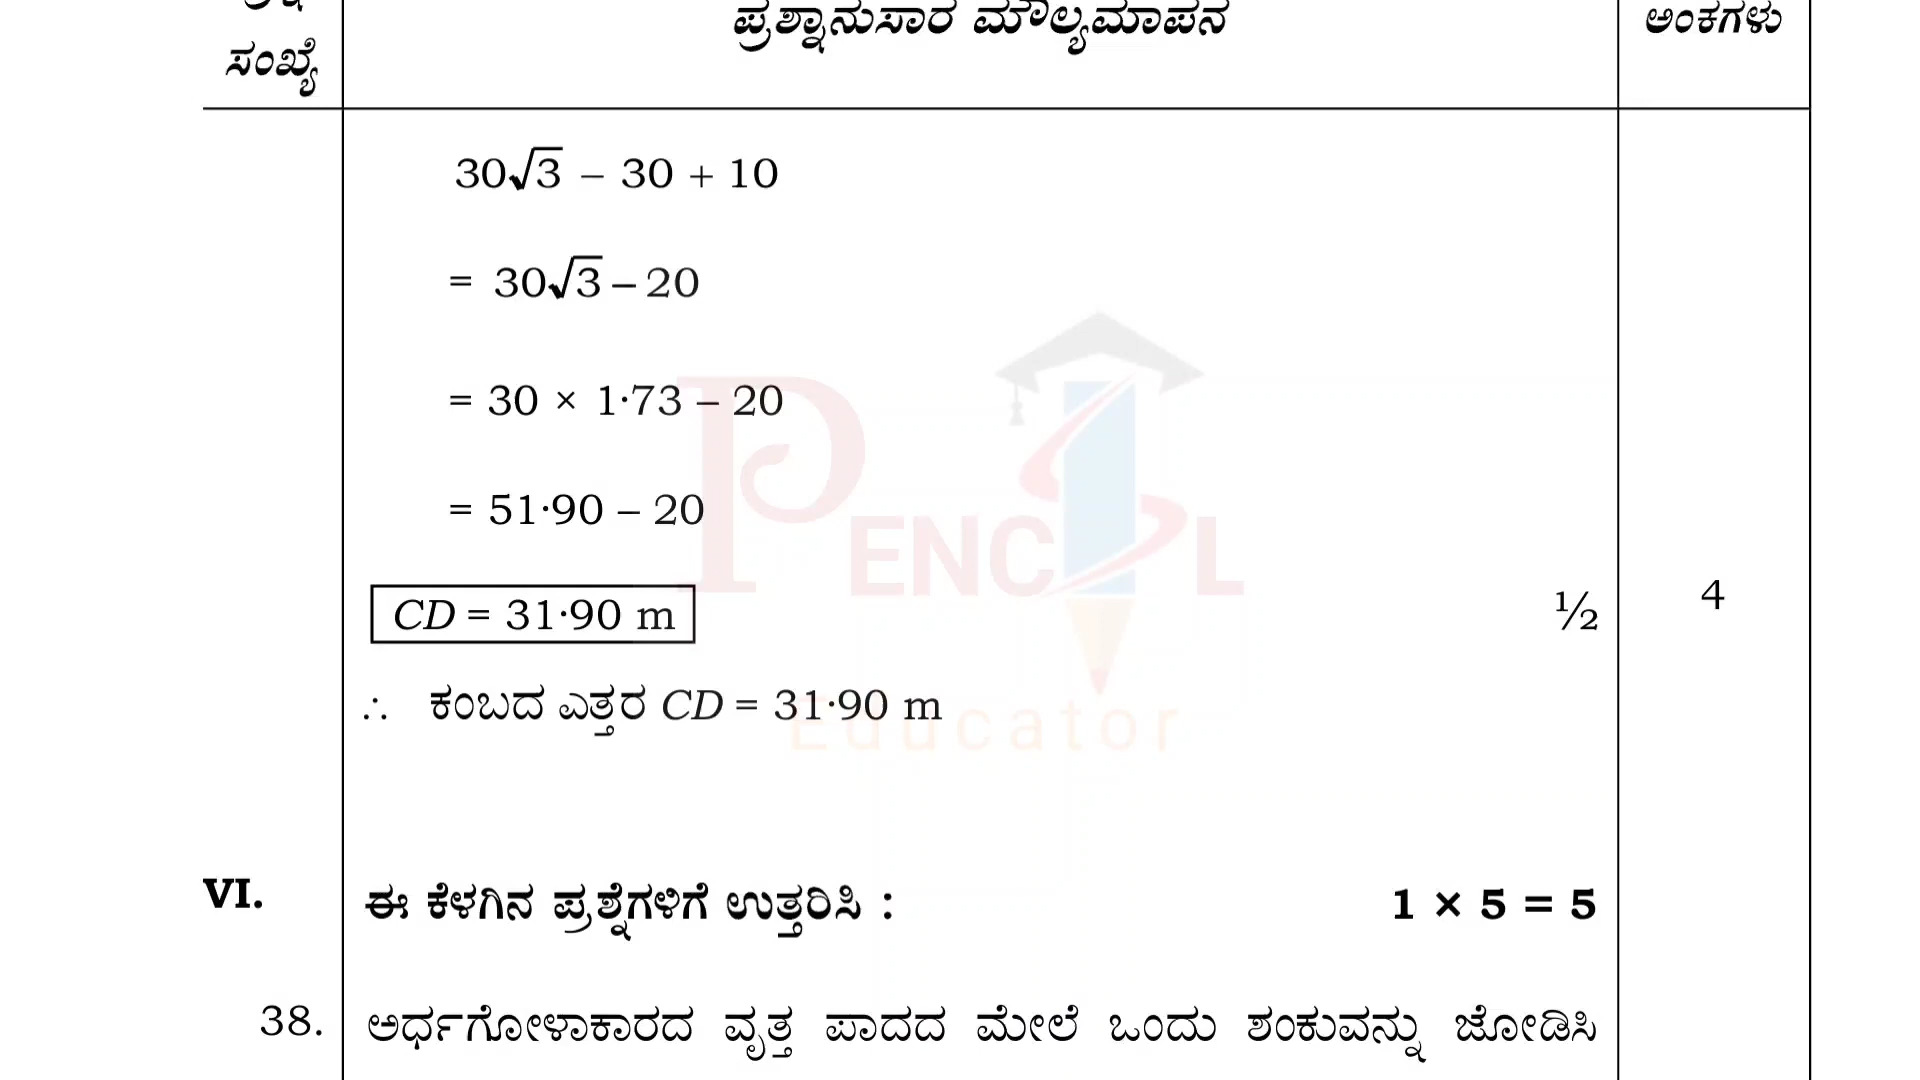 ಸಂಖ್ಯೆ
ಪ್ರಶ್ನಾನುಸಾರ ಮೌಲ್ಯಮಾಪನ
ಅಂಕಗಳು
30√3 – 30 + 10
= 30√3 – 20
= 30 × 1·73 – 20
= 51·90 – 20
CD = 31·90 m ½ 4
∴ ಕಂಬದ ಎತ್ತರ CD = 31·90 m
PENCIL
Educator
VI. ಈ ಕೆಳಗಿನ ಪ್ರಶ್ನೆಗಳಿಗೆ ಉತ್ತರಿಸಿ : 1 × 5 = 5
38. ಅರ್ಧಗೋಳಾಕಾರದ ವೃತ್ತ ಪಾದದ ಮೇಲೆ ಒಂದು ಶಂಕುವನ್ನು ಜೋಡಿಸಿ